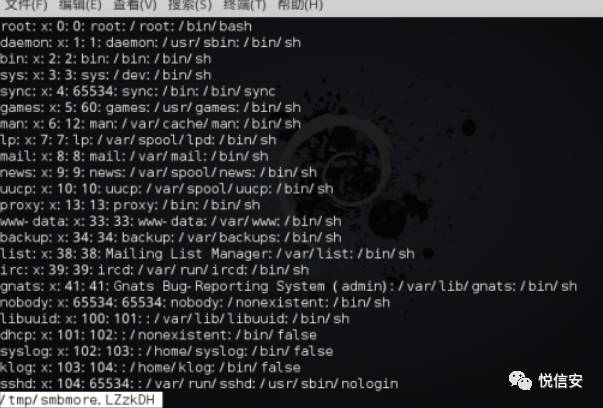 文件(F) 编辑(E) 查看(V) 搜索(S) 终端(T) 帮助(H)
root:x:0:0:root:/root:/bin/bash
daemon:x:1:1:daemon:/usr/sbin:/bin/sh
bin:x:2:2:bin:/bin:/bin/sh
sys:x:3:3:sys:/dev:/bin/sh
sync:x:4:65534:sync:/bin:/bin/sync
games:x:5:60:games:/usr/games:/bin/sh
man:x:6:12:man:/var/cache/man:/bin/sh
lp:x:7:7:lp:/var/spool/lpd:/bin/sh
mail:x:8:8:mail:/var/mail:/bin/sh
news:x:9:9:news:/var/spool/news:/bin/sh
uucp:x:10:10:uucp:/var/spool/uucp:/bin/sh
proxy:x:13:13:proxy:/bin:/bin/sh
www-data:x:33:33:www-data:/var/www:/bin/sh
backup:x:34:34:backup:/var/backups:/bin/sh
list:x:38:38:Mailing List Manager:/var/list:/bin/sh
irc:x:39:39:ircd:/var/run/ircd:/bin/sh
gnats:x:41:41:Gnats Bug-Reporting System (admin):/var/lib/gnats:/bin/sh
nobody:x:65534:65534:nobody:/nonexistent:/bin/sh
libuuid:x:100:101::/var/lib/libuuid:/bin/sh
dhcp:x:101:102::/nonexistent:/bin/false
syslog:x:102:103::/home/syslog:/bin/false
klog:x:103:104::/home/klog:/bin/false
sshd:x:104:65534::/var/run/sshd:/usr/sbin/nologin
/tmp/smbmore.LZzkDH
悦信安